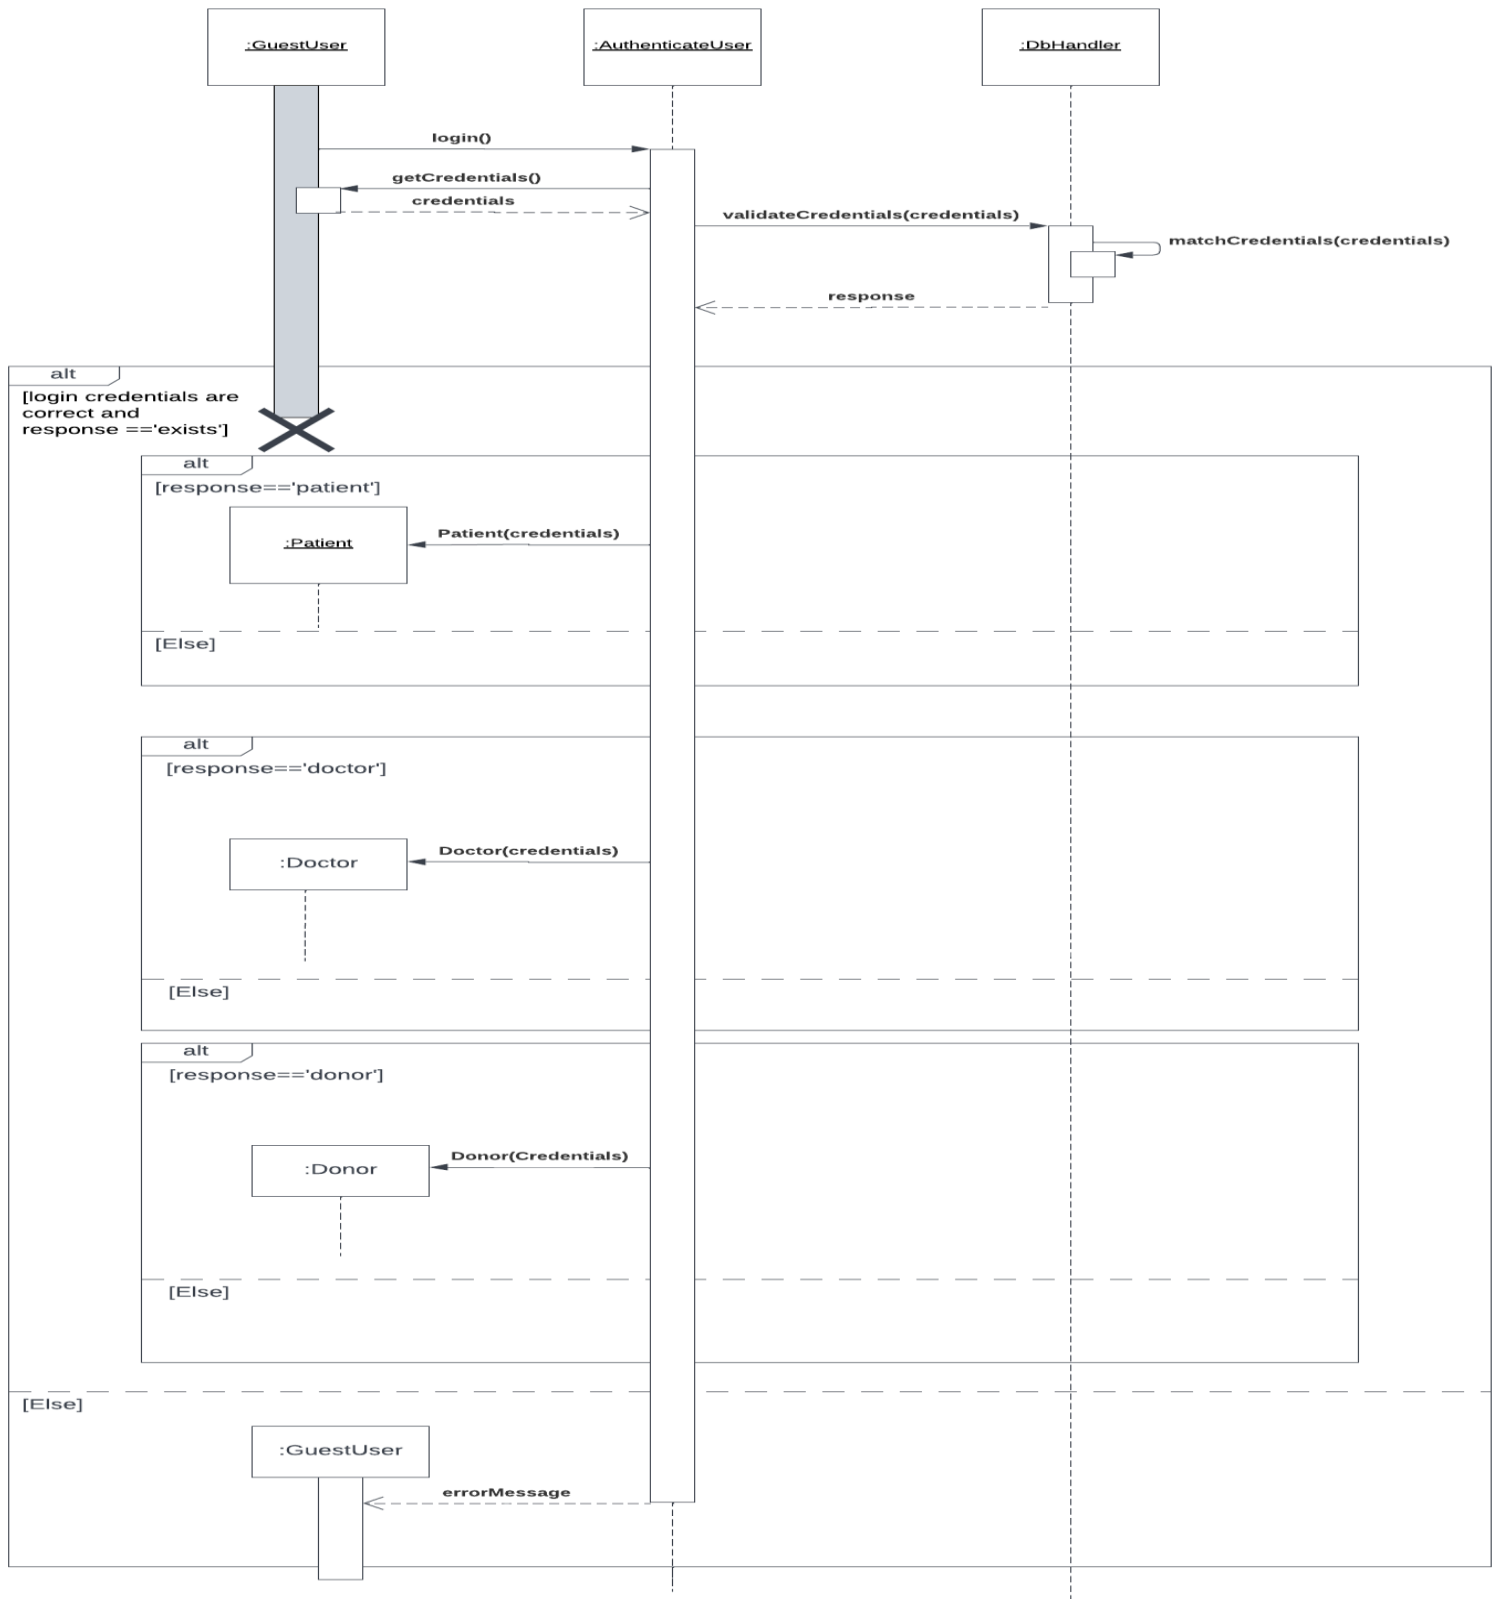 :GuestUser
:AuthenticateUser
:DbHandler
login()
getCredentials()
credentials
validateCredentials(credentials)
matchCredentials(credentials)
response
alt
[login credentials are
correct and
response =='exists']
alt
[response=='patient']
:Patient
Patient(credentials)
[Else]
alt
[response=='doctor']
:Doctor
Doctor(credentials)
[Else]
alt
[response=='donor']
:Donor
Donor(Credentials)
[Else]
[Else]
:GuestUser
errorMessage